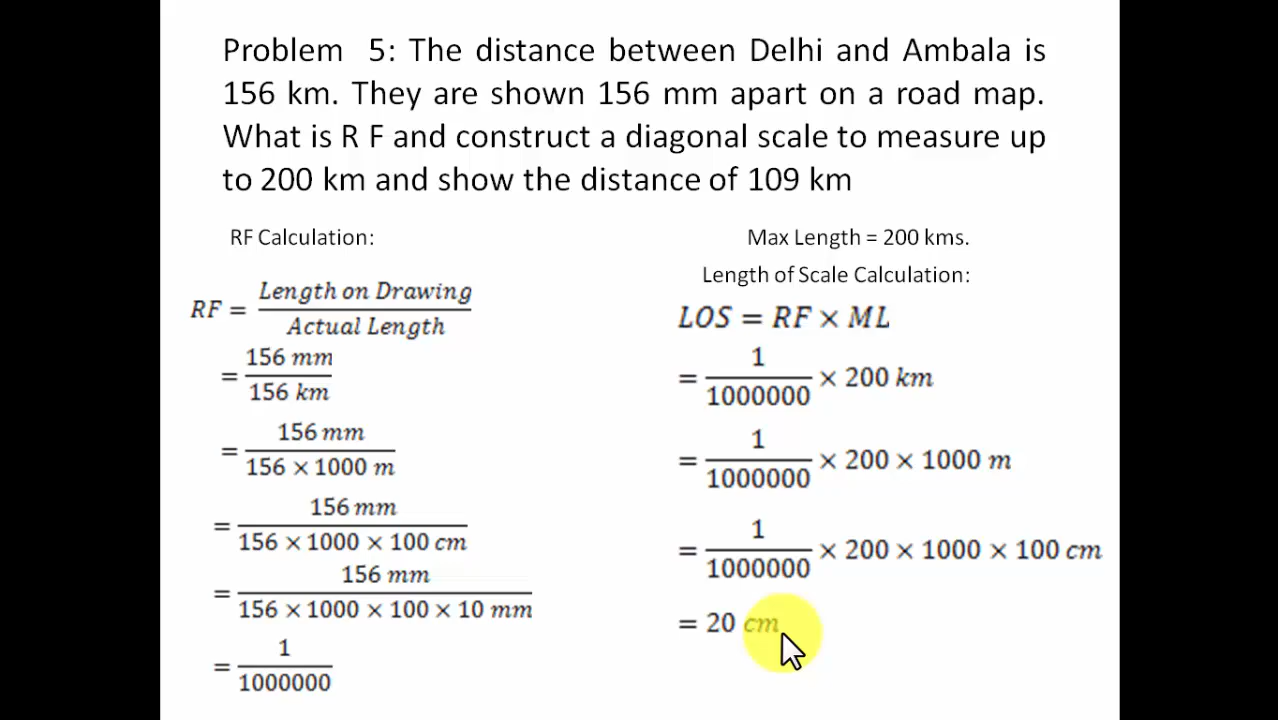 Problem 5: The distance between Delhi and Ambala is
156 km. They are shown 156 mm apart on a road map.
What is R F and construct a diagonal scale to measure up
to 200 km and show the distance of 109 km
RF Calculation:
RF = Length on Drawing / Actual Length
= 156 mm / 156 km
= 156 mm / 156 × 1000 m
= 156 mm / 156 × 1000 × 100 cm
= 156 mm / 156 × 1000 × 100 × 10 mm
= 1 / 1000000
Max Length = 200 kms.
Length of Scale Calculation:
LOS = RF × ML
= 1 / 1000000 × 200 km
= 1 / 1000000 × 200 × 1000 m
= 1 / 1000000 × 200 × 1000 × 100 cm
= 20 cm